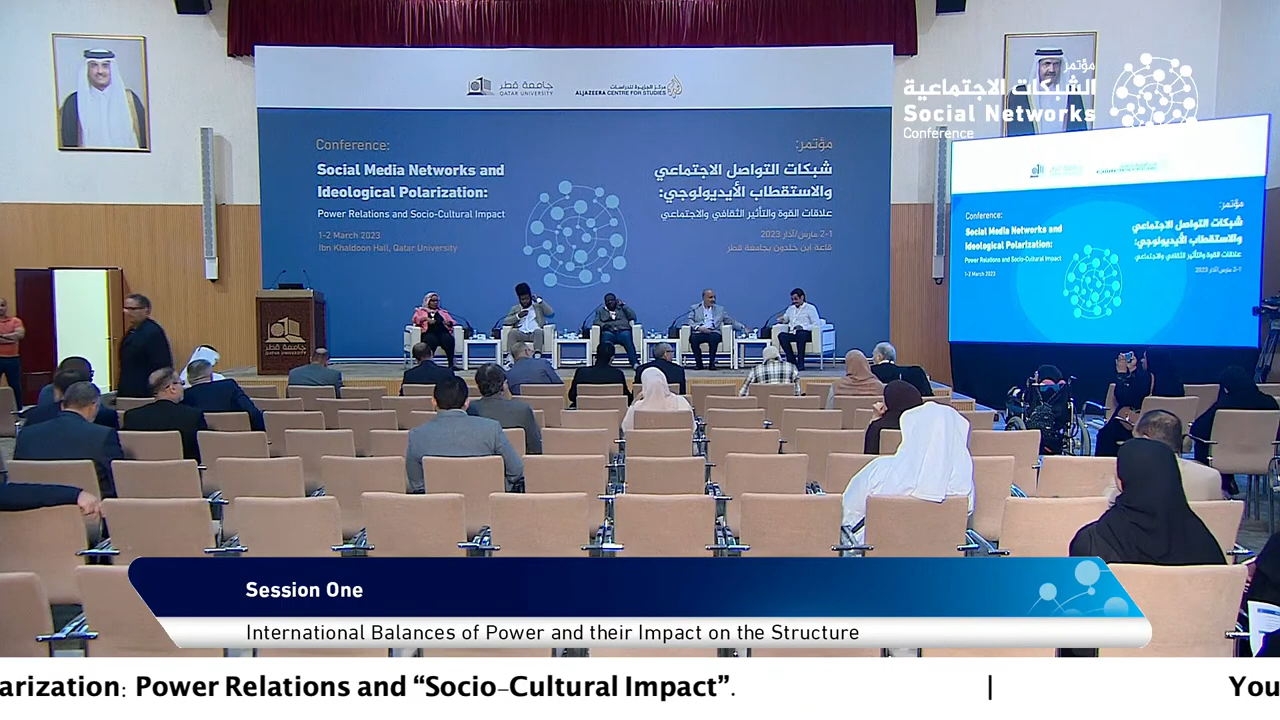 جامعة قطر
QATAR UNIVERSITY
مركز الجزيرة للدراسات
ALJAZEERA CENTRE FOR STUDIES
مؤتمر
الشبكات الاجتماعية
Social Networks
Conference
Conference:
Social Media Networks and
Ideological Polarization:
Power Relations and Socio-Cultural Impact
1-2 March 2023
Ibn Khaldoon Hall, Qatar University
مؤتمر:
شبكات التواصل الاجتماعي
والاستقطاب الأيديولوجي:
علاقات القوة والتأثير الثقافي والاجتماعي
1-2 مارس/آذار 2023
قاعة ابن خلدون بجامعة قطر
Conference:
Social Media Networks and
Ideological Polarization:
Power Relations and Socio-Cultural Impact
1-2 March 2023
مؤتمر:
شبكات التواصل الاجتماعي
والاستقطاب الأيديولوجي:
علاقات القوة والتأثير الثقافي والاجتماعي
1-2 مارس/آذار 2023
جامعة قطر
QATAR UNIVERSITY
Session One
International Balances of Power and their Impact on the Structure
arization: Power Relations and “Socio-Cultural Impact”. | You